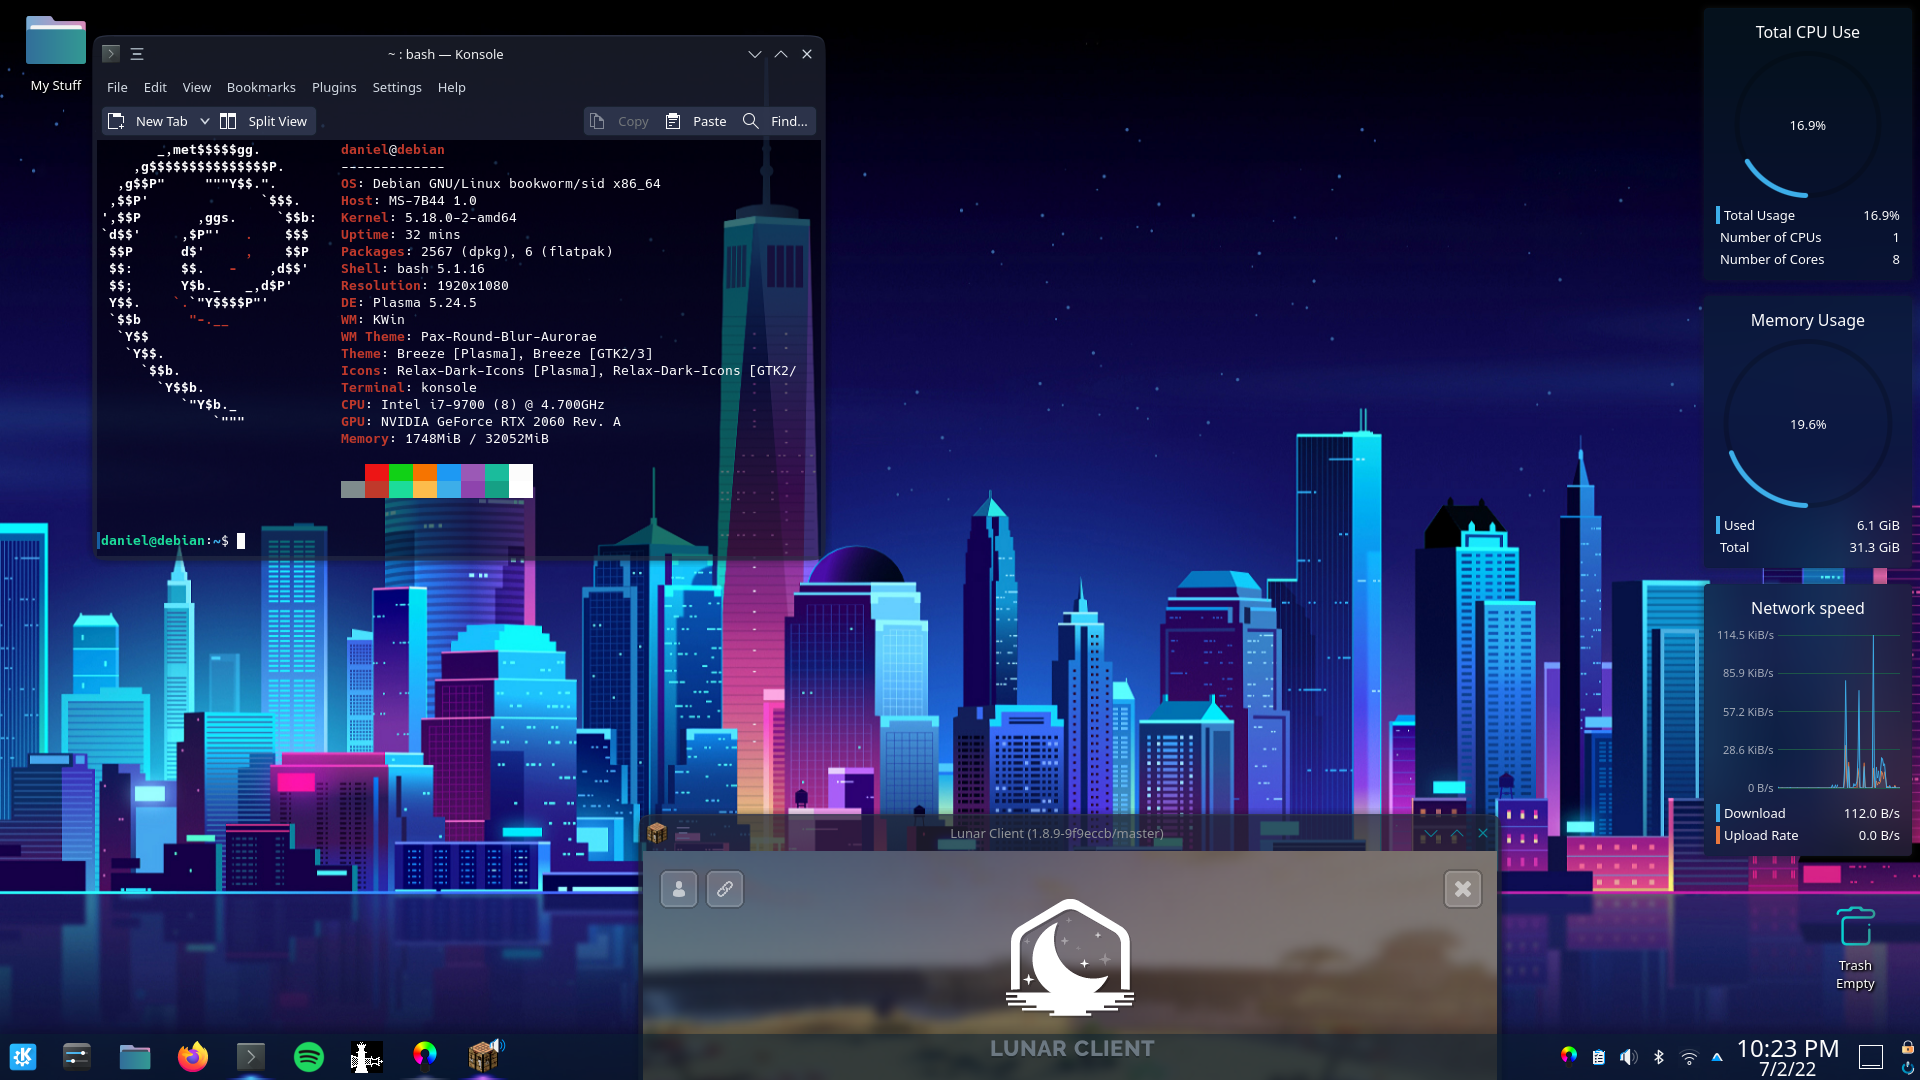 My Stuff
~ : bash — Konsole
File Edit View Bookmarks Plugins Settings Help
New Tab Split View Copy Paste Find...
_,met$$$$$gg.
,g$$$$$$$$$$$$$$$P.
,g$$P"     """Y$$.".
,$$P'              `$$$.
',$$P       ,ggs.     `$$b:
`d$$'     ,$P"'   .    $$$
$$P      d$'     ,    $$P
$$:      $$.   -    ,d$$'
$$;      Y$b._   _,d$P'
Y$$.    `.`"Y$$$$P"'
`$$b      "-.__
`Y$$
`Y$$.
`$$b.
`Y$$b.
`"Y$b._
`"""
daniel@debian
-------------
OS: Debian GNU/Linux bookworm/sid x86_64
Host: MS-7B44 1.0
Kernel: 5.18.0-2-amd64
Uptime: 32 mins
Packages: 2567 (dpkg), 6 (flatpak)
Shell: bash 5.1.16
Resolution: 1920x1080
DE: Plasma 5.24.5
WM: KWin
WM Theme: Pax-Round-Blur-Aurorae
Theme: Breeze [Plasma], Breeze [GTK2/3]
Icons: Relax-Dark-Icons [Plasma], Relax-Dark-Icons [GTK2/
Terminal: konsole
CPU: Intel i7-9700 (8) @ 4.700GHz
GPU: NVIDIA GeForce RTX 2060 Rev. A
Memory: 1748MiB / 32052MiB
daniel@debian:~$
Total CPU Use
16.9%
Total Usage 16.9%
Number of CPUs 1
Number of Cores 8
Memory Usage
19.6%
Used 6.1 GiB
Total 31.3 GiB
Network speed
114.5 KiB/s
85.9 KiB/s
57.2 KiB/s
28.6 KiB/s
0 B/s
Download 112.0 B/s
Upload Rate 0.0 B/s
Lunar Client (1.8.9-9f9eccb/master)
LUNAR CLIENT
Trash
Empty
10:23 PM
7/2/22